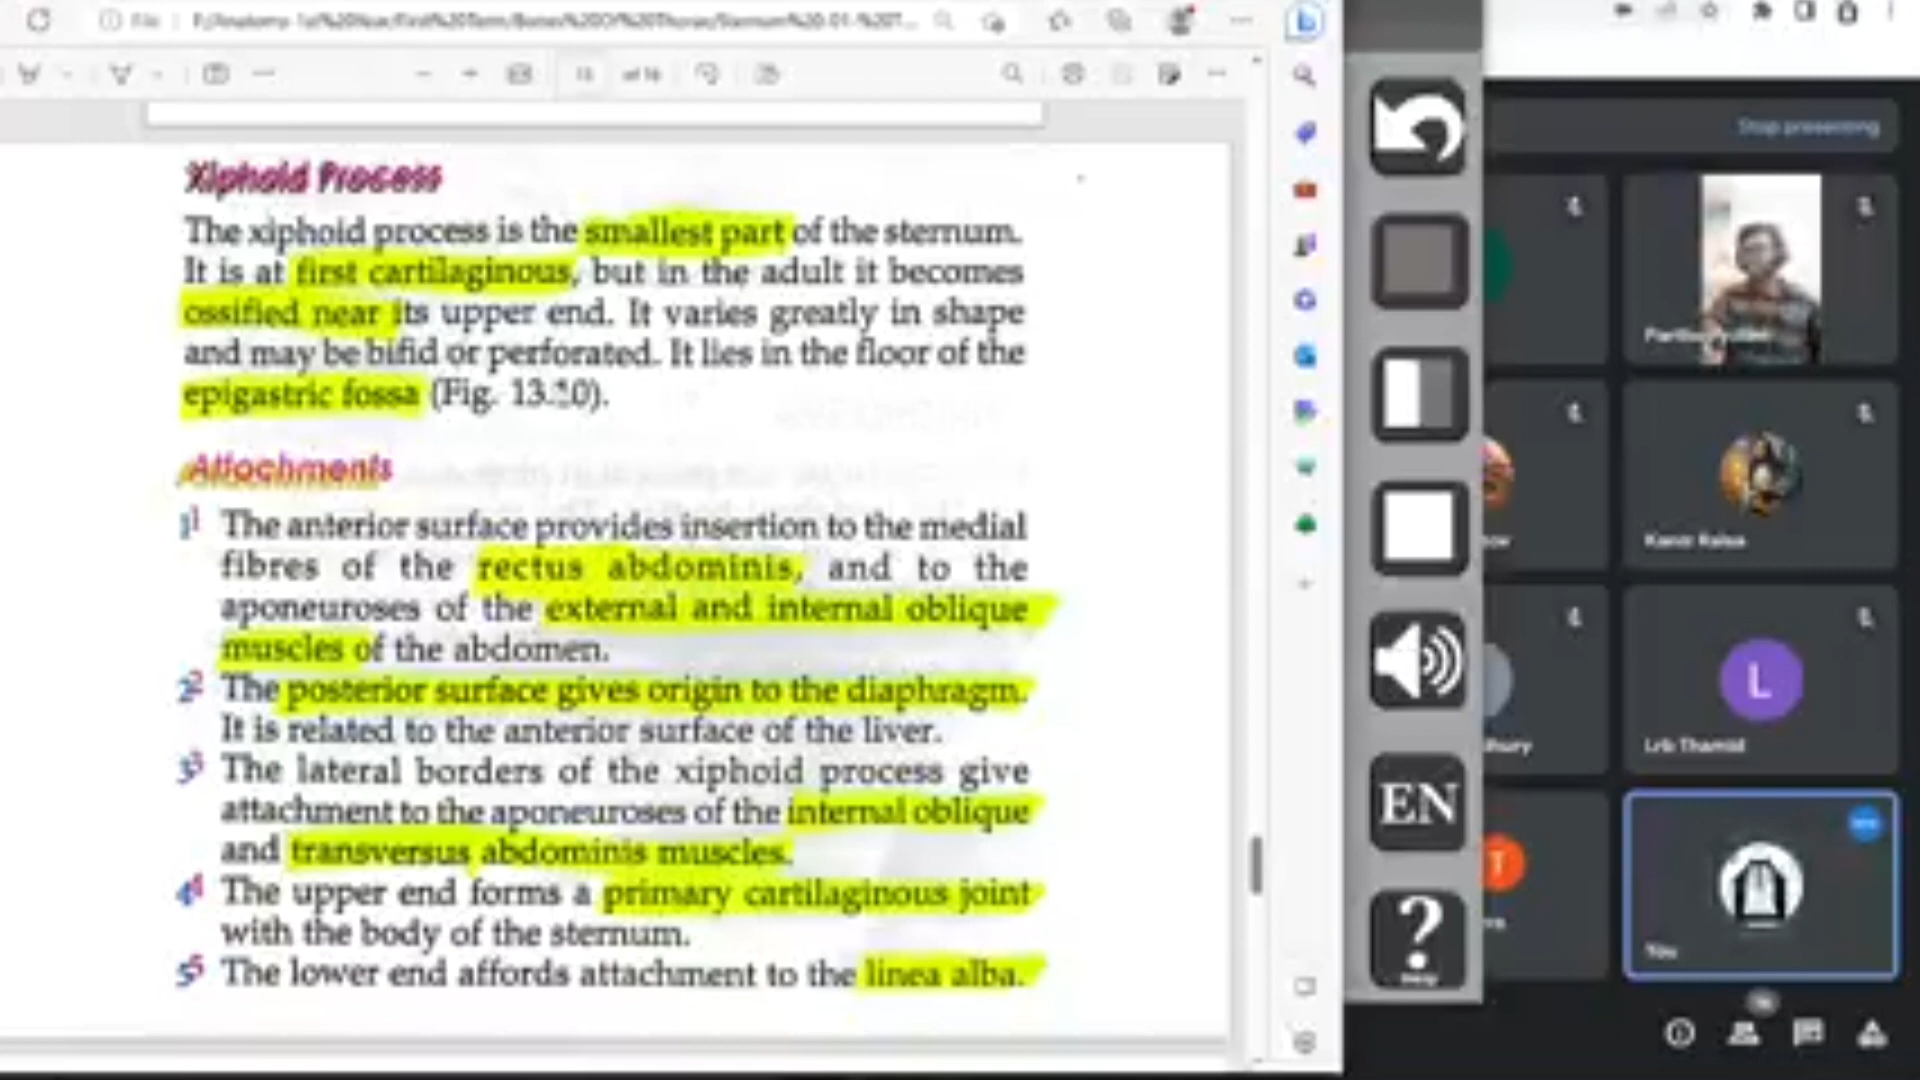 File
of 16
Xiphoid Process
The xiphoid process is the smallest part of the sternum.
It is at first cartilaginous, but in the adult it becomes
ossified near its upper end. It varies greatly in shape
and may be bifid or perforated. It lies in the floor of the
epigastric fossa (Fig. 13.20).
Attachments
1 The anterior surface provides insertion to the medial
fibres of the rectus abdominis, and to the
aponeuroses of the external and internal oblique
muscles of the abdomen.
2 The posterior surface gives origin to the diaphragm.
It is related to the anterior surface of the liver.
3 The lateral borders of the xiphoid process give
attachment to the aponeuroses of the internal oblique
and transversus abdominis muscles.
4 The upper end forms a primary cartilaginous joint
with the body of the sternum.
5 The lower end affords attachment to the linea alba.
EN
?
Help
Stop presenting
L
T
You